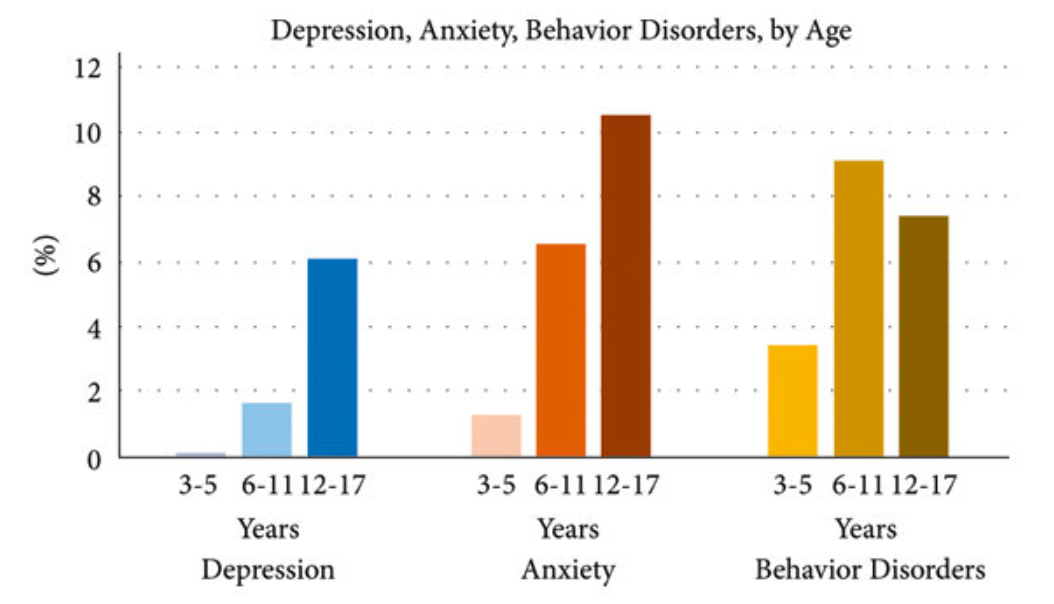 Depression, Anxiety, Behavior Disorders, by Age
12
10
8
6
4
2
0
(%)
3-5 6-11 12-17 3-5 6-11 12-17 3-5 6-11 12-17
Years Years Years
Depression Anxiety Behavior Disorders